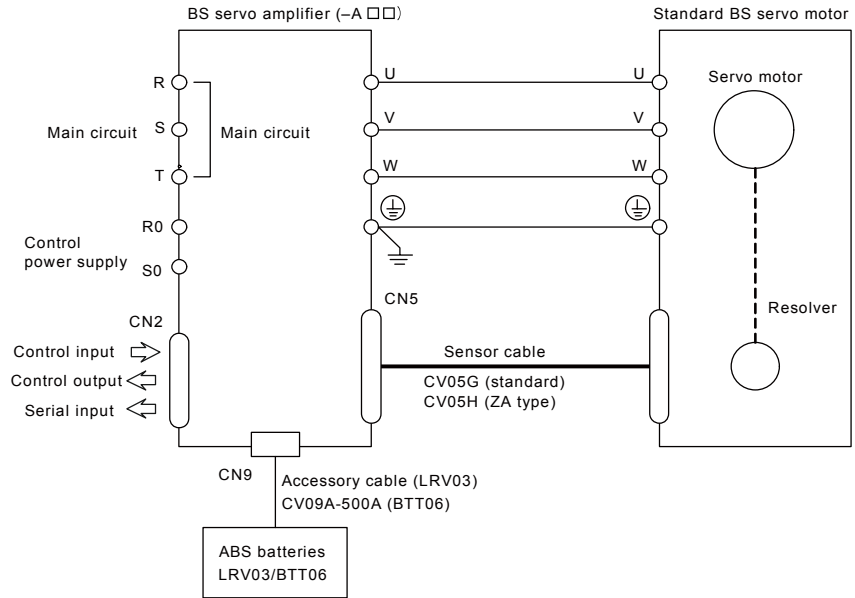 BS servo amplifier (–A □□)
Standard BS servo motor
R
S
T
Main circuit
Main circuit
R0
S0
Control
power supply
CN2
Control input
Control output
Serial input
U
V
W
CN5
U
V
W
Servo motor
Resolver
Sensor cable
CV05G (standard)
CV05H (ZA type)
CN9
Accessory cable (LRV03)
CV09A-500A (BTT06)
ABS batteries
LRV03/BTT06